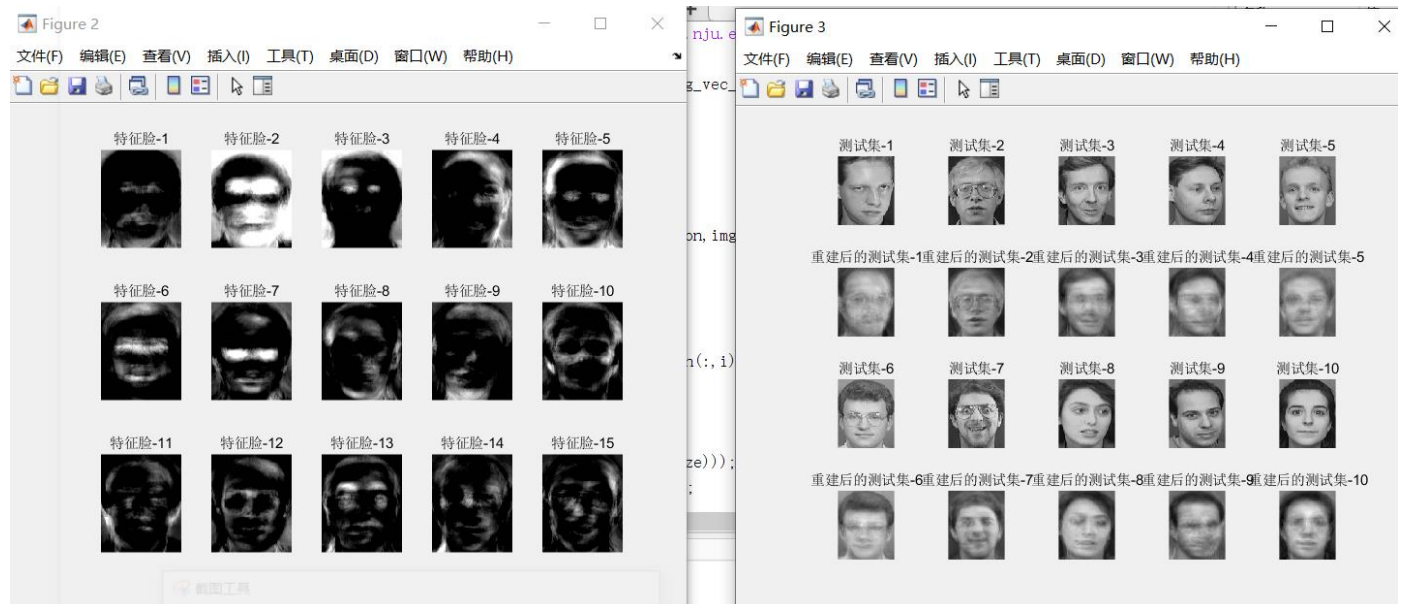 Figure 2
文件(F) 编辑(E) 查看(V) 插入(I) 工具(T) 桌面(D) 窗口(W) 帮助(H)
特征脸-1 特征脸-2 特征脸-3 特征脸-4 特征脸-5
特征脸-6 特征脸-7 特征脸-8 特征脸-9 特征脸-10
特征脸-11 特征脸-12 特征脸-13 特征脸-14 特征脸-15
截图工具
.nju.e
g_vec_
on,img
n(:,i)
ze)));
;
Figure 3
文件(F) 编辑(E) 查看(V) 插入(I) 工具(T) 桌面(D) 窗口(W) 帮助(H)
测试集-1 测试集-2 测试集-3 测试集-4 测试集-5
重建后的测试集-1 重建后的测试集-2 重建后的测试集-3 重建后的测试集-4 重建后的测试集-5
测试集-6 测试集-7 测试集-8 测试集-9 测试集-10
重建后的测试集-6 重建后的测试集-7 重建后的测试集-8 重建后的测试集-9 重建后的测试集-10